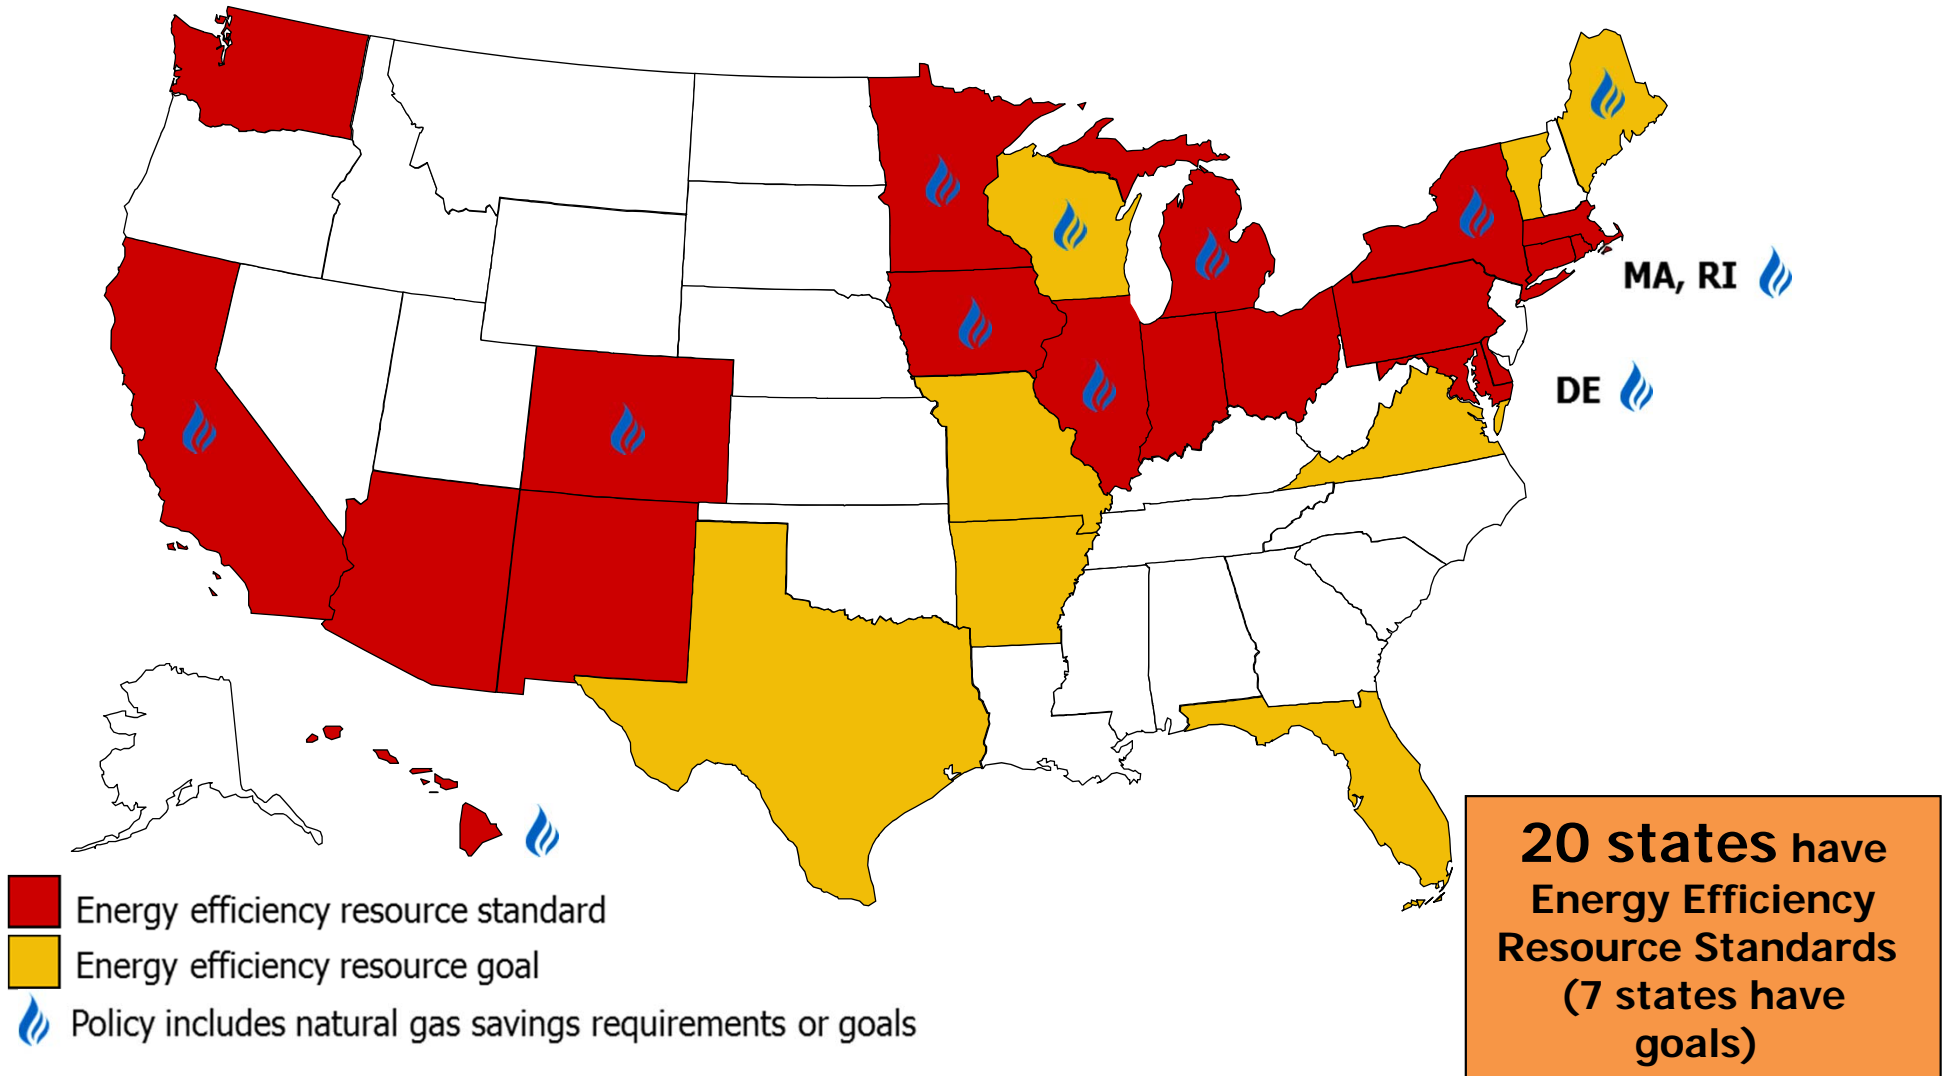 MA, RI
DE
20 states have
Energy Efficiency
Resource Standards
(7 states have
goals)
Energy efficiency resource standard
Energy efficiency resource goal
Policy includes natural gas savings requirements or goals